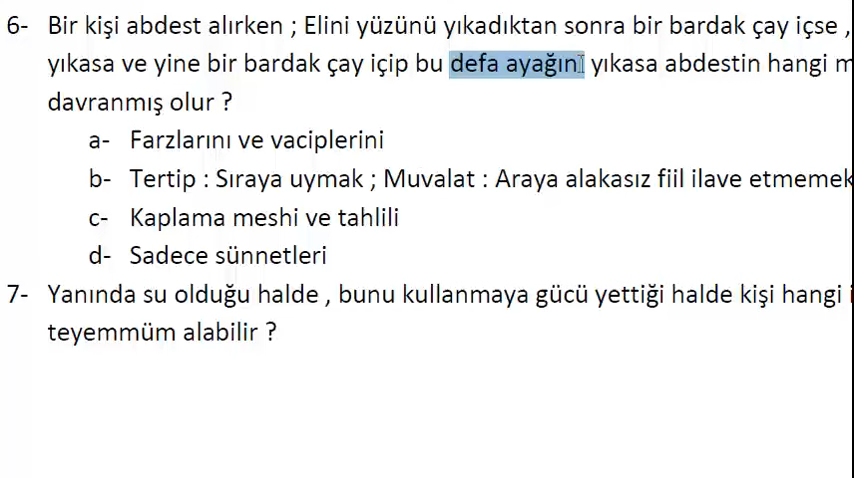 6- Bir kişi abdest alırken ; Elini yüzünü yıkadıktan sonra bir bardak çay içse ,
yıkasa ve yine bir bardak çay içip bu defa ayağını yıkasa abdestin hangi
davranmış olur ?
a- Farzlarını ve vaciplerini
b- Tertip : Sıraya uymak ; Muvalat : Araya alakasız fiil ilave etmemek
c- Kaplama meshi ve tahlili
d- Sadece sünnetleri
7- Yanında su olduğu halde , bunu kullanmaya gücü yettiği halde kişi hangi
teyemmüm alabilir ?